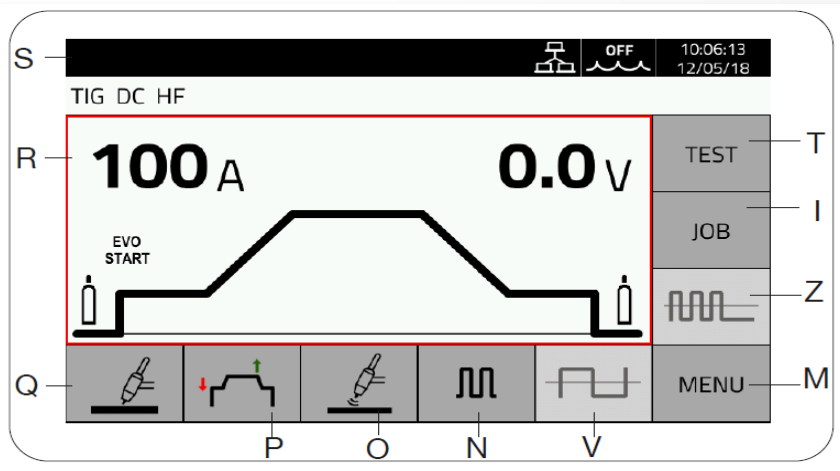 S
OFF
10:06:13
12/05/18
TIG DC HF
R
100 A
0.0 V
TEST
T
EVO
START
JOB
I
Z
Q
MENU
M
P
O
N
V